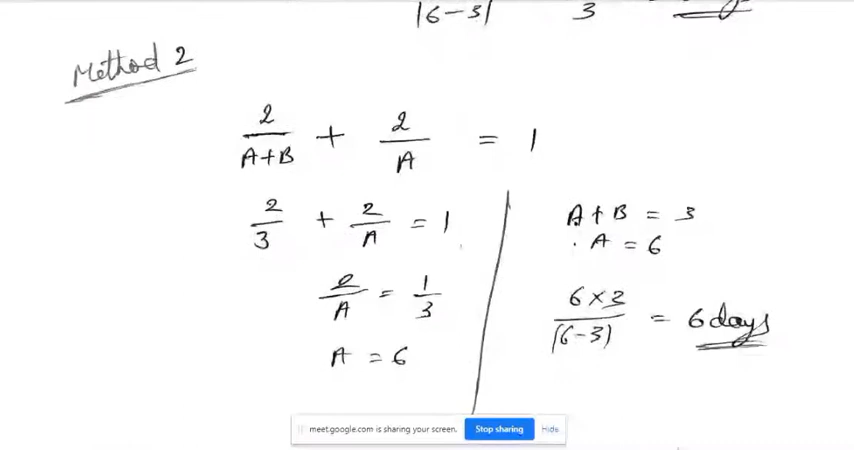 |6-3| 3
Method 2
2/(A+B) + 2/A = 1
2/3 + 2/A = 1
2/A = 1/3
A = 6
A + B = 3
. A = 6
(6×3)/(6-3) = 6 days
meet.google.com is sharing your screen. Stop sharing Hide